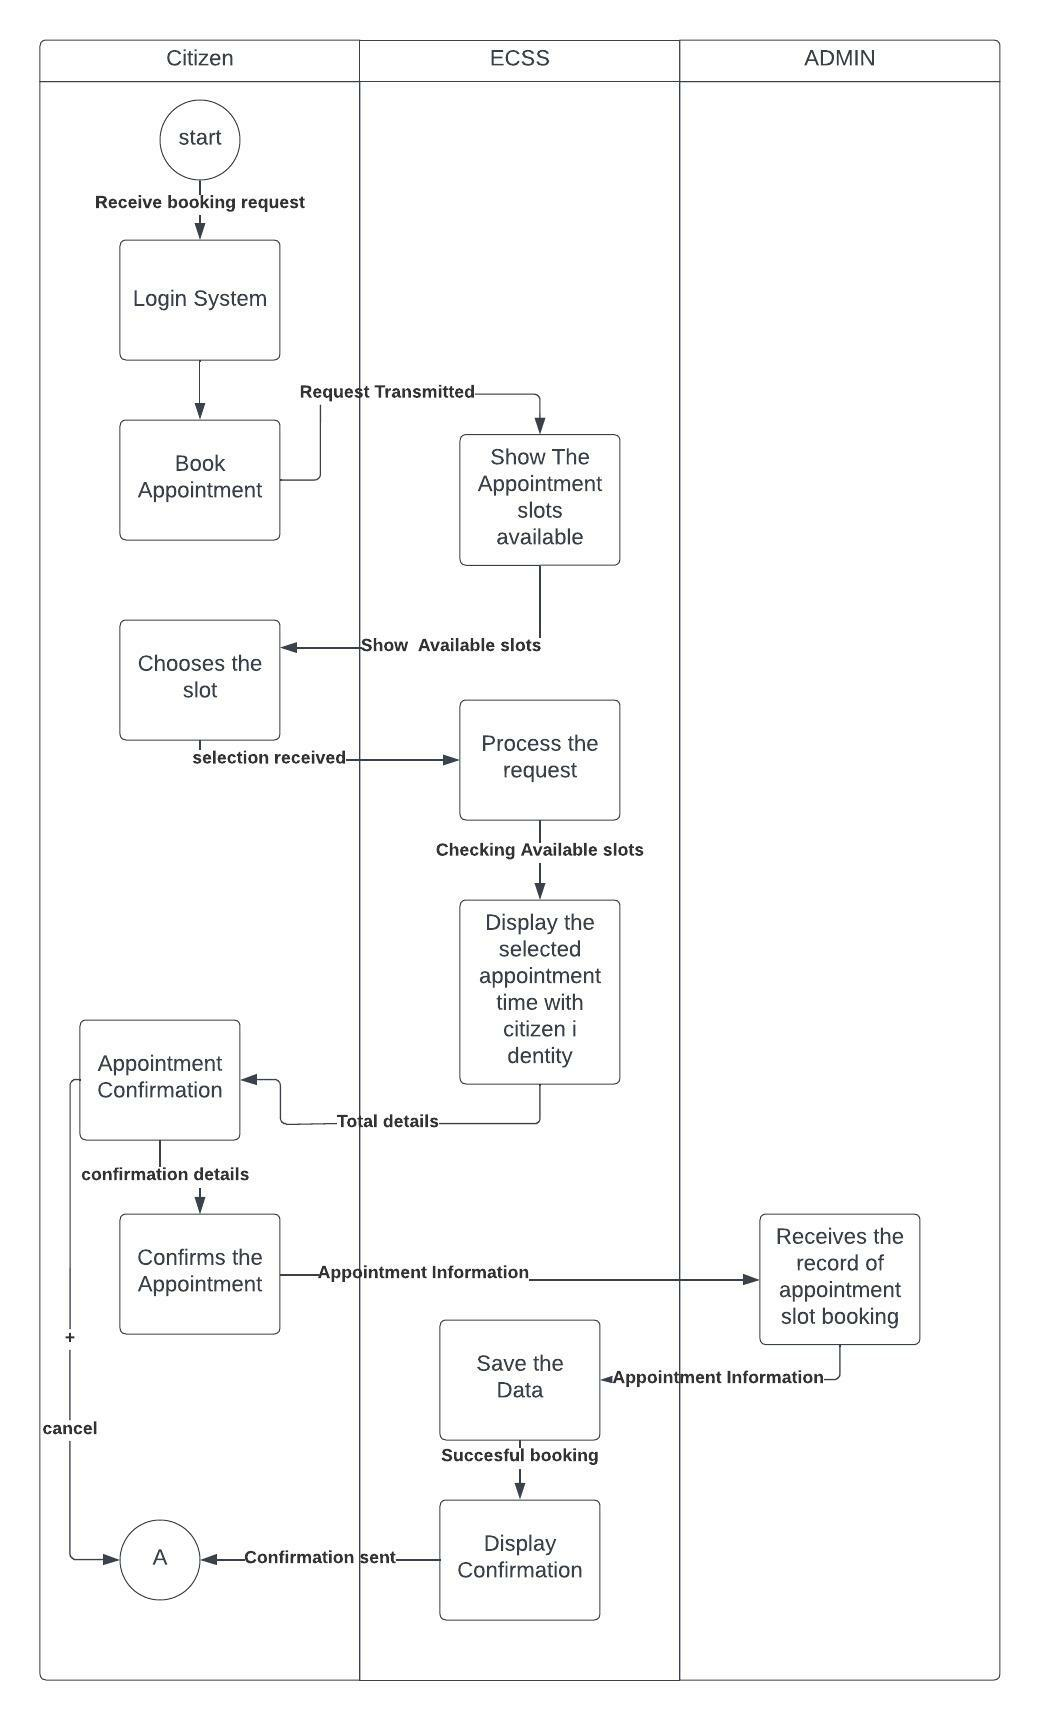 Citizen
ECSS
ADMIN
start
Receive booking request
Login System
Request Transmitted
Book
Appointment
Show The
Appointment
slots
available
Show  Available slots
Chooses the
slot
selection received
Process the
request
Checking Available slots
Display the
selected
appointment
time with
citizen i
dentity
Appointment
Confirmation
Total details
confirmation details
Confirms the
Appointment
Appointment Information
Receives the
record of
appointment
slot booking
+
Save the
Data
Appointment Information
cancel
Succesful booking
Display
Confirmation
Confirmation sent
A